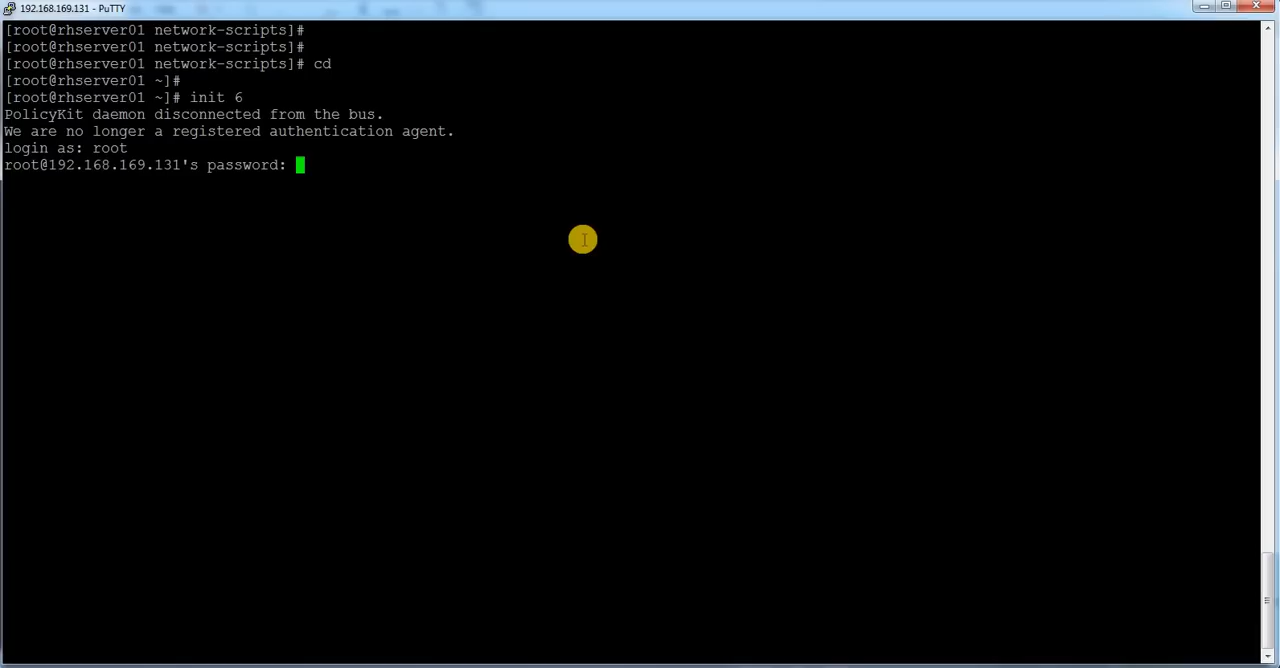 192.168.169.131 - PuTTY
[root@rhserver01 network-scripts]#
[root@rhserver01 network-scripts]#
[root@rhserver01 network-scripts]# cd
[root@rhserver01 ~]#
[root@rhserver01 ~]# init 6
PolicyKit daemon disconnected from the bus.
We are no longer a registered authentication agent.
login as: root
root@192.168.169.131's password: